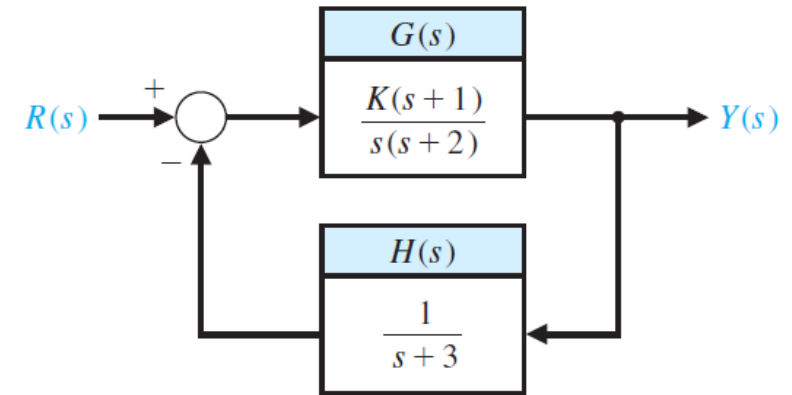 G(s)
+
R(s)
K(s + 1)
s(s + 2)
Y(s)
−
H(s)
1
s + 3